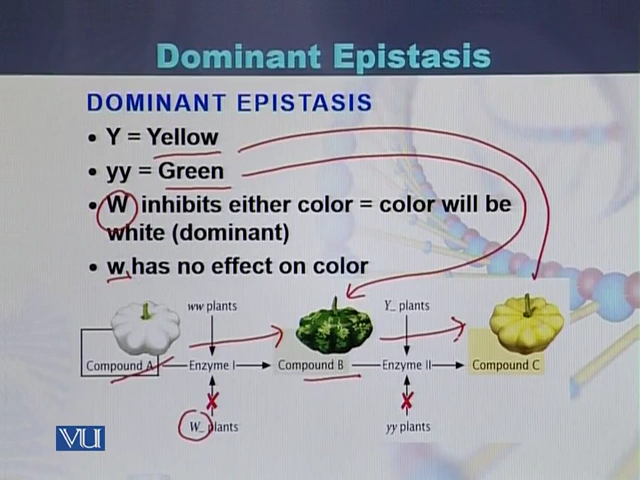 Dominant Epistasis
DOMINANT EPISTASIS
• Y = Yellow
• yy = Green
• W inhibits either color = color will be
white (dominant)
• w has no effect on color
ww plants
Y_ plants
Compound A
Enzyme I
Compound B
Enzyme II
Compound C
W_ plants
yy plants
VU